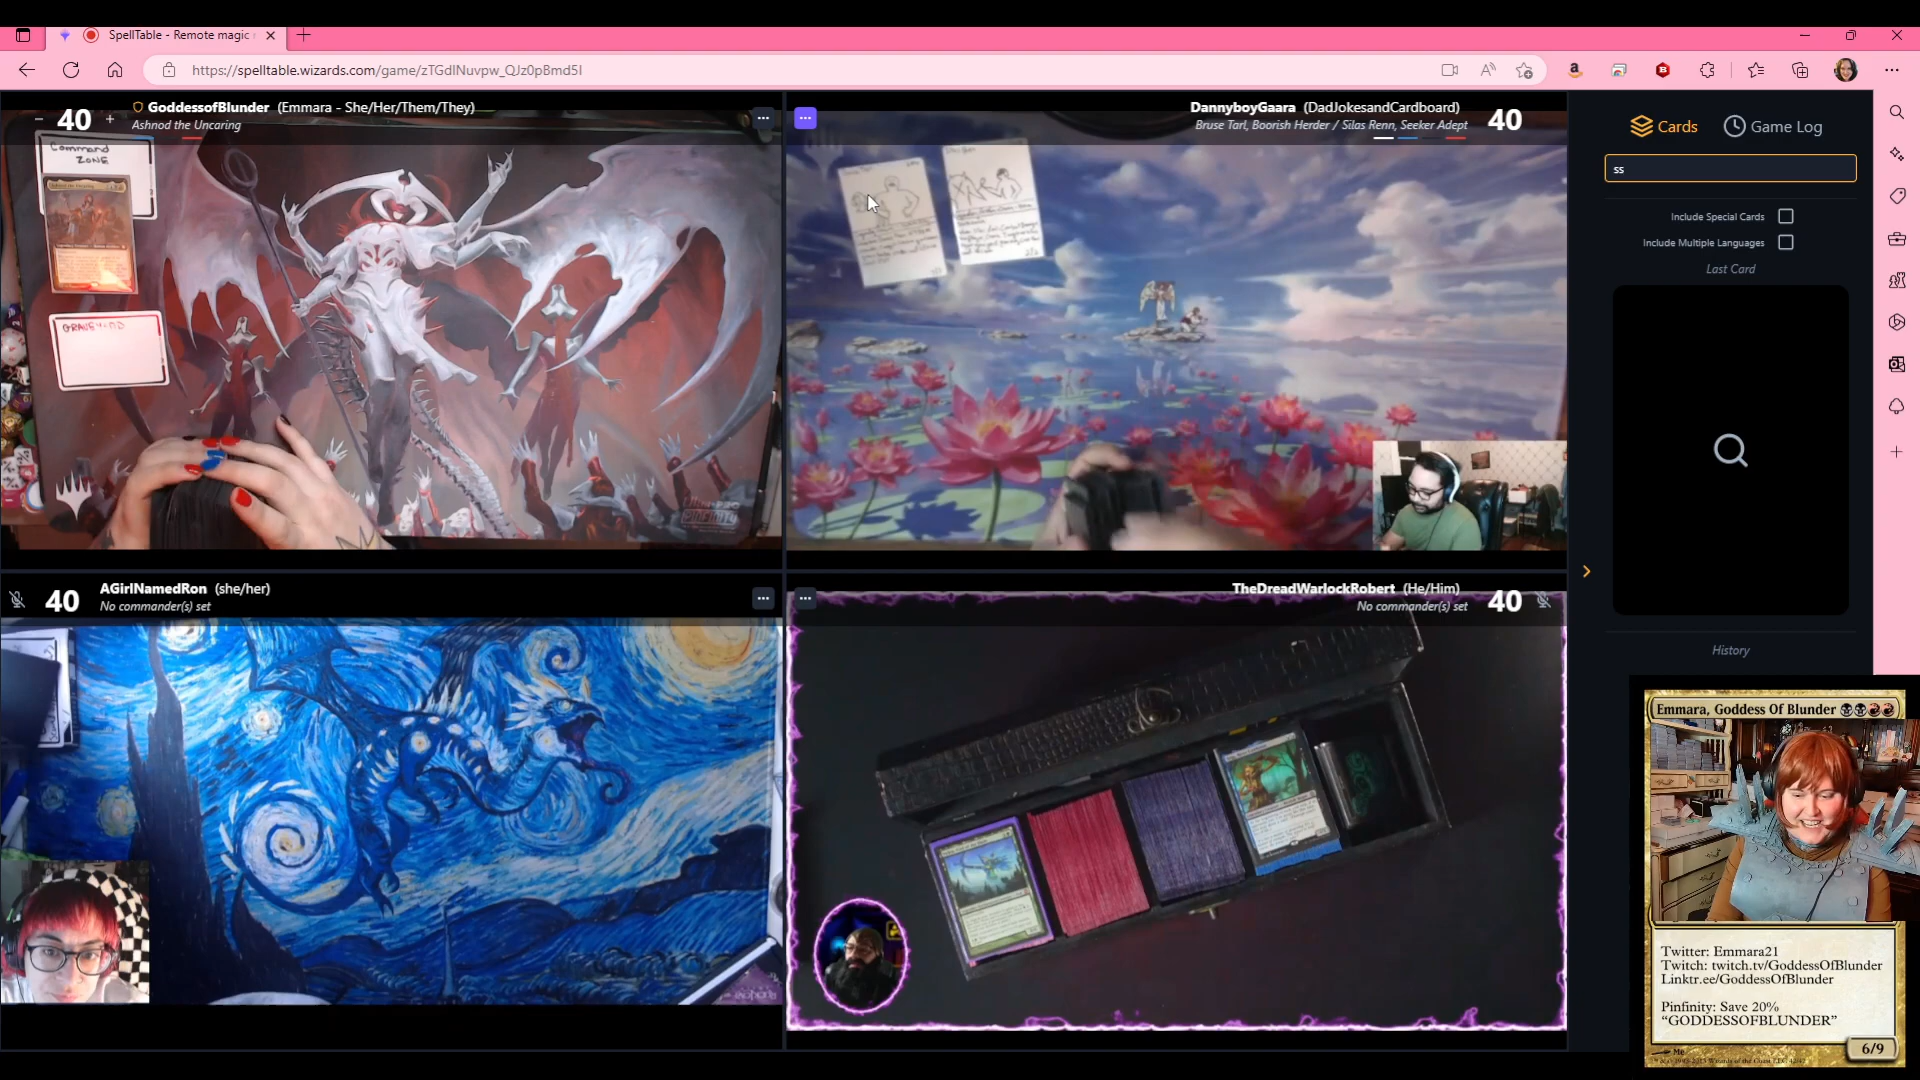 SpellTable - Remote magic
https://spelltable.wizards.com/game/zTGdlNuvpw_QJz0pBmd5I
40
GoddessofBlunder (Emmara - She/Her/Them/They)
Ashnod the Uncaring
Command
ZONE
GRAVEYARD
DannyboyGaara (DadJokesandCardboard)
Bruse Tarl, Boorish Herder / Silas Renn, Seeker Adept
40
40
AGirlNamedRon (she/her)
No commander(s) set
TheDreadWarlockRobert (He/Him)
No commander(s) set
40
Cards
Game Log
ss
Include Special Cards
Include Multiple Languages
Last Card
History
Emmara, Goddess Of Blunder
Twitter: Emmara21
Twitch: twitch.tv/GoddessOfBlunder
Linktr.ee/GoddessOfBlunder
Pinfinity: Save 20%
“GODDESSOFBLUNDER”
Me
6/9